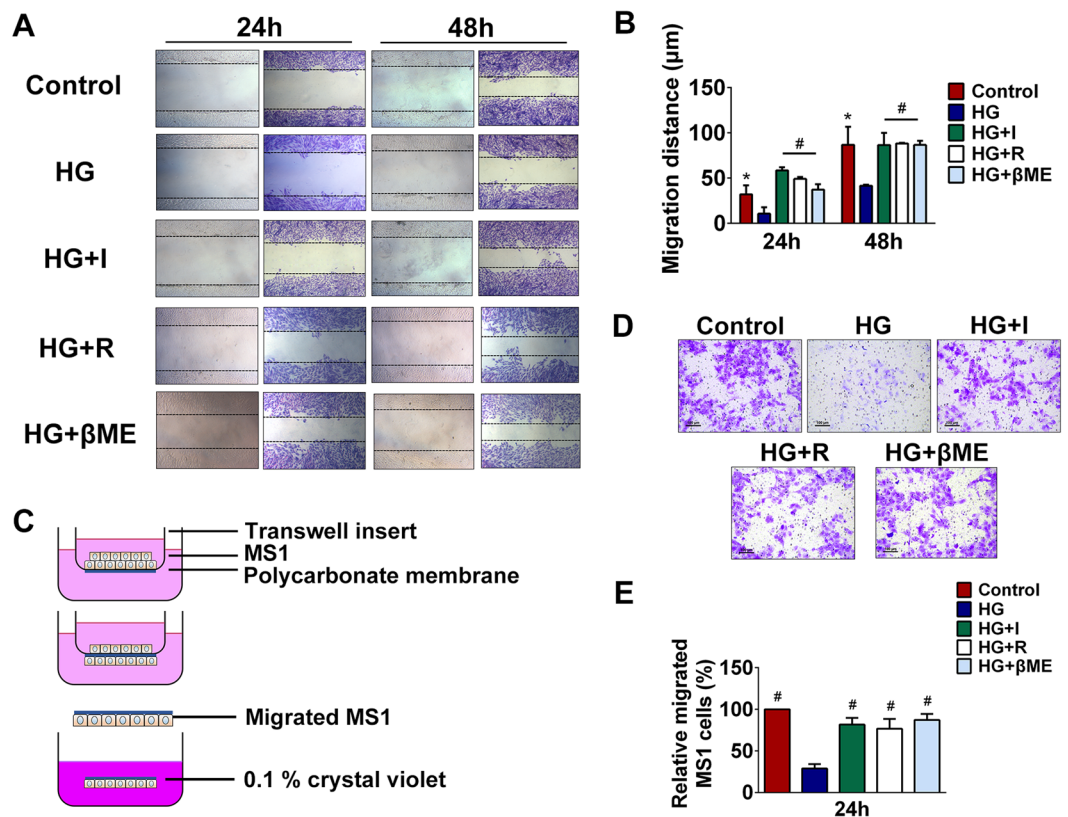 A
24h
48h
Control
HG
HG+I
HG+R
HG+βME
B
Migration distance (μm)
150
100
50
0
*
#
*
#
24h
48h
Control
HG
HG+I
HG+R
HG+βME
C
Transwell insert
MS1
Polycarbonate membrane
Migrated MS1
0.1 % crystal violet
D
Control
HG
HG+I
HG+R
HG+βME
E
Control
HG
HG+I
HG+R
HG+βME
Relative migrated
MS1 cells (%)
150
100
50
0
#
#
#
#
24h